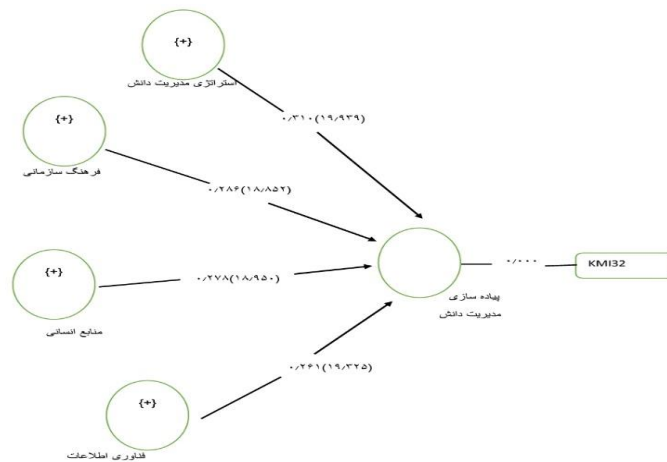 {+}
استراتژی مدیریت دانش
۰/۳۱۰(۱۹/۹۳۹)
{+}
فرهنگ سازمانی
۰/۲۸۶(۱۸/۸۵۲)
{+}
منابع انسانی
۰/۲۷۸(۱۸/۹۵۰)
۰/۰۰۰
KMI32
پیاده سازی
مدیریت دانش
۰/۲۶۱(۱۹/۳۲۵)
{+}
فناوری اطلاعات